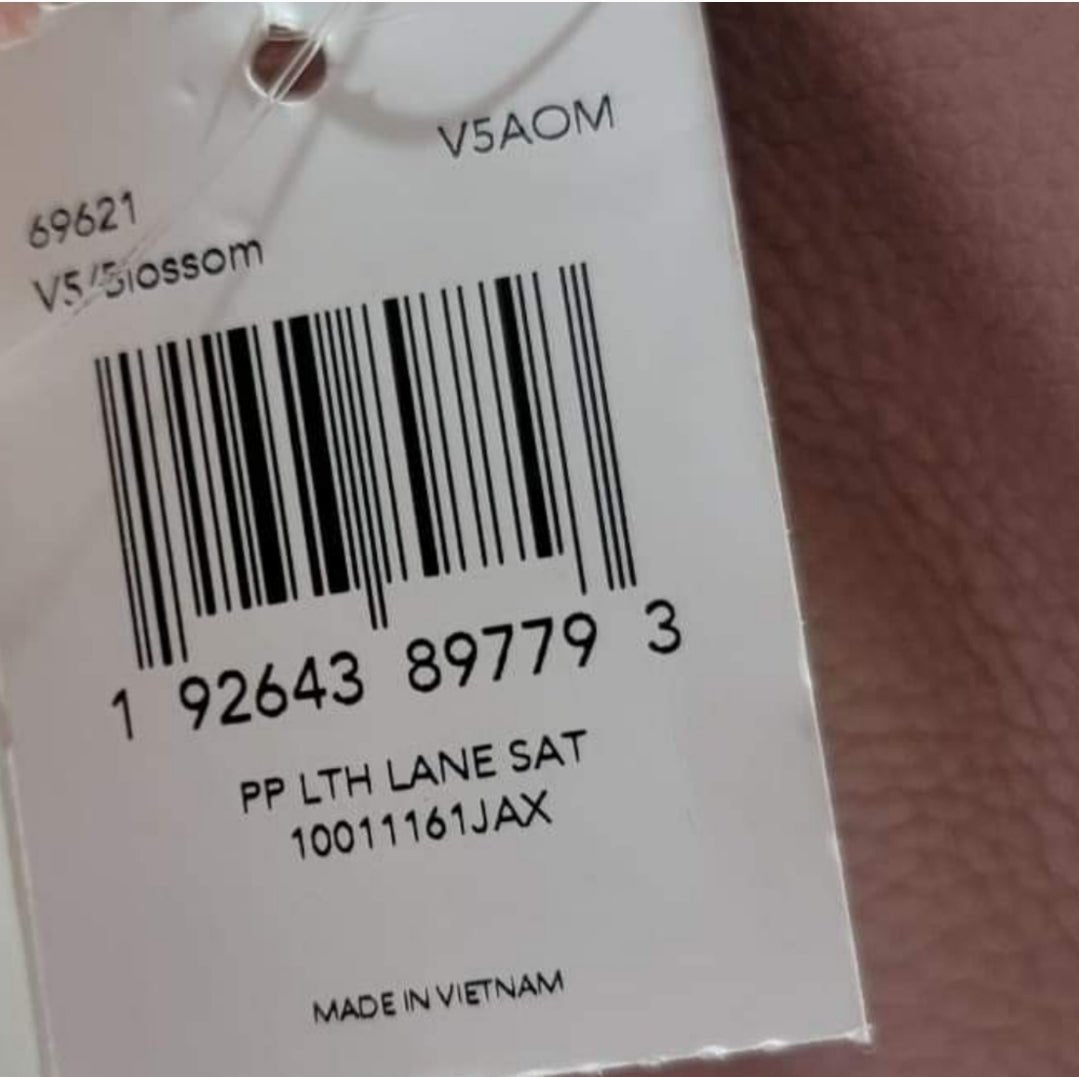 V5AOM
69621
V5/Blossom
1 92643 89779 3
PP LTH LANE SAT
10011161JAX
MADE IN VIETNAM